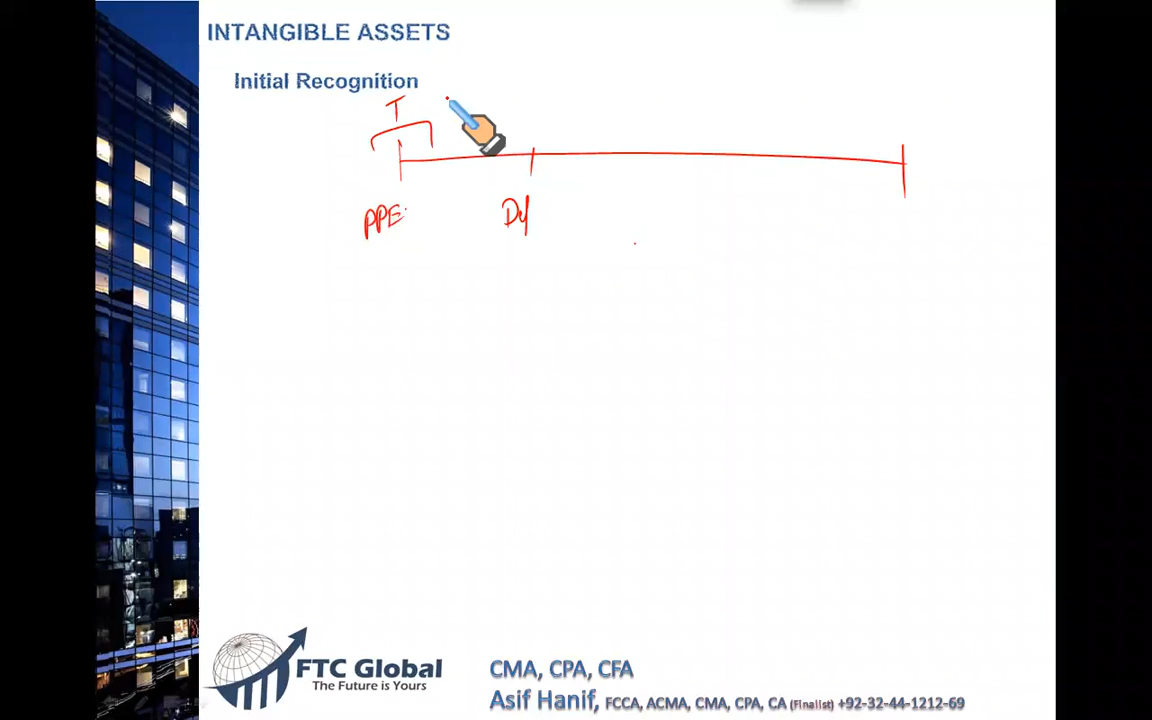 INTANGIBLE ASSETS
Initial Recognition
I
PPE
FTC Global
The Future is Yours
CMA, CPA, CFA
Asif Hanif, FCCA, ACMA, CMA, CPA, CA (Finalist) +92-32-44-1212-69